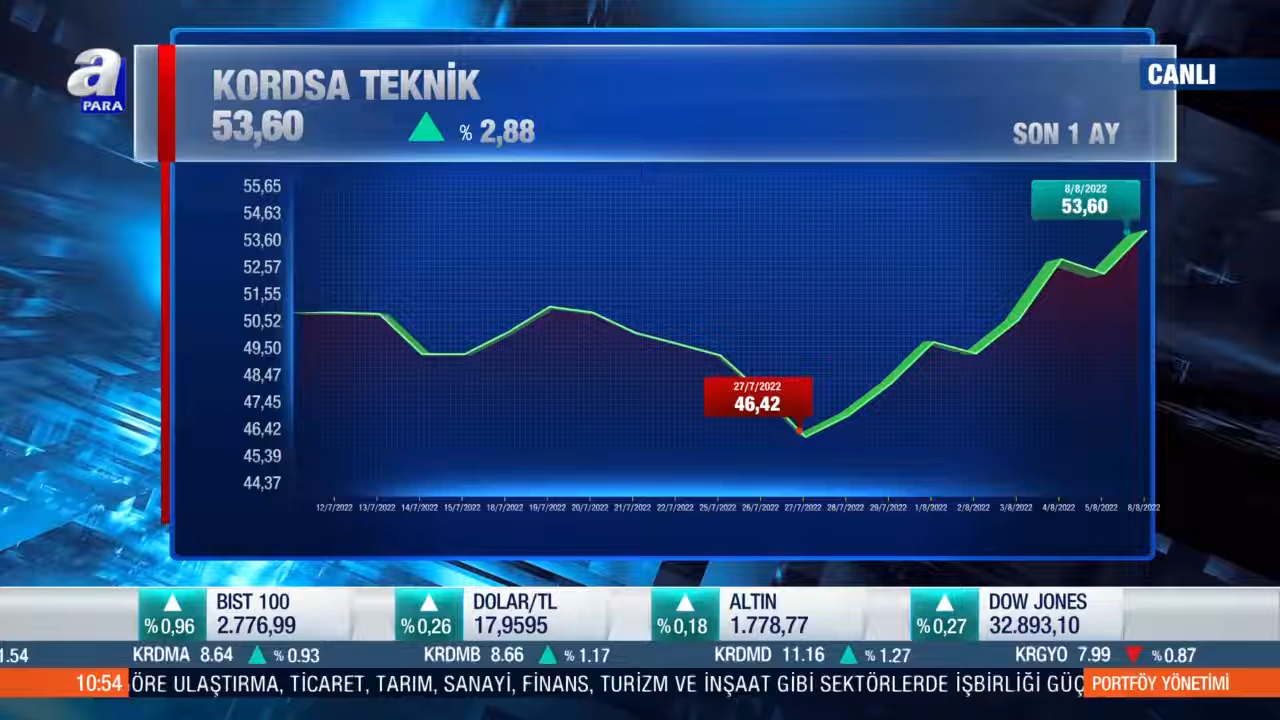 a
PARA
CANLI
KORDSA TEKNİK
53,60 % 2,88
SON 1 AY
55,65
54,63
53,60
52,57
51,55
50,52
49,50
48,47
47,45
46,42
45,39
44,37
8/8/2022
53,60
27/7/2022
46,42
12/7/2022 13/7/2022 14/7/2022 15/7/2022 18/7/2022 19/7/2022 20/7/2022 21/7/2022 22/7/2022 25/7/2022 26/7/2022 27/7/2022 28/7/2022 29/7/2022 1/8/2022 2/8/2022 3/8/2022 4/8/2022 5/8/2022 8/8/2022
BIST 100 DOLAR/TL ALTIN DOW JONES
% 0,96 2.776,99 % 0,26 17,9595 % 0,18 1.778,77 % 0,27 32.893,10
1.54 KRDMA 8.64 % 0.93 KRDMB 8.66 % 1.17 KRDMD 11.16 % 1.27 KRGYO 7.99 % 0.87
10:54 ÖRE ULAŞTIRMA, TİCARET, TARIM, SANAYİ, FİNANS, TURİZM VE İNŞAAT GİBİ SEKTÖRLERDE İŞBİRLİĞİ GÜÇ PORTFÖY YÖNETİMİ